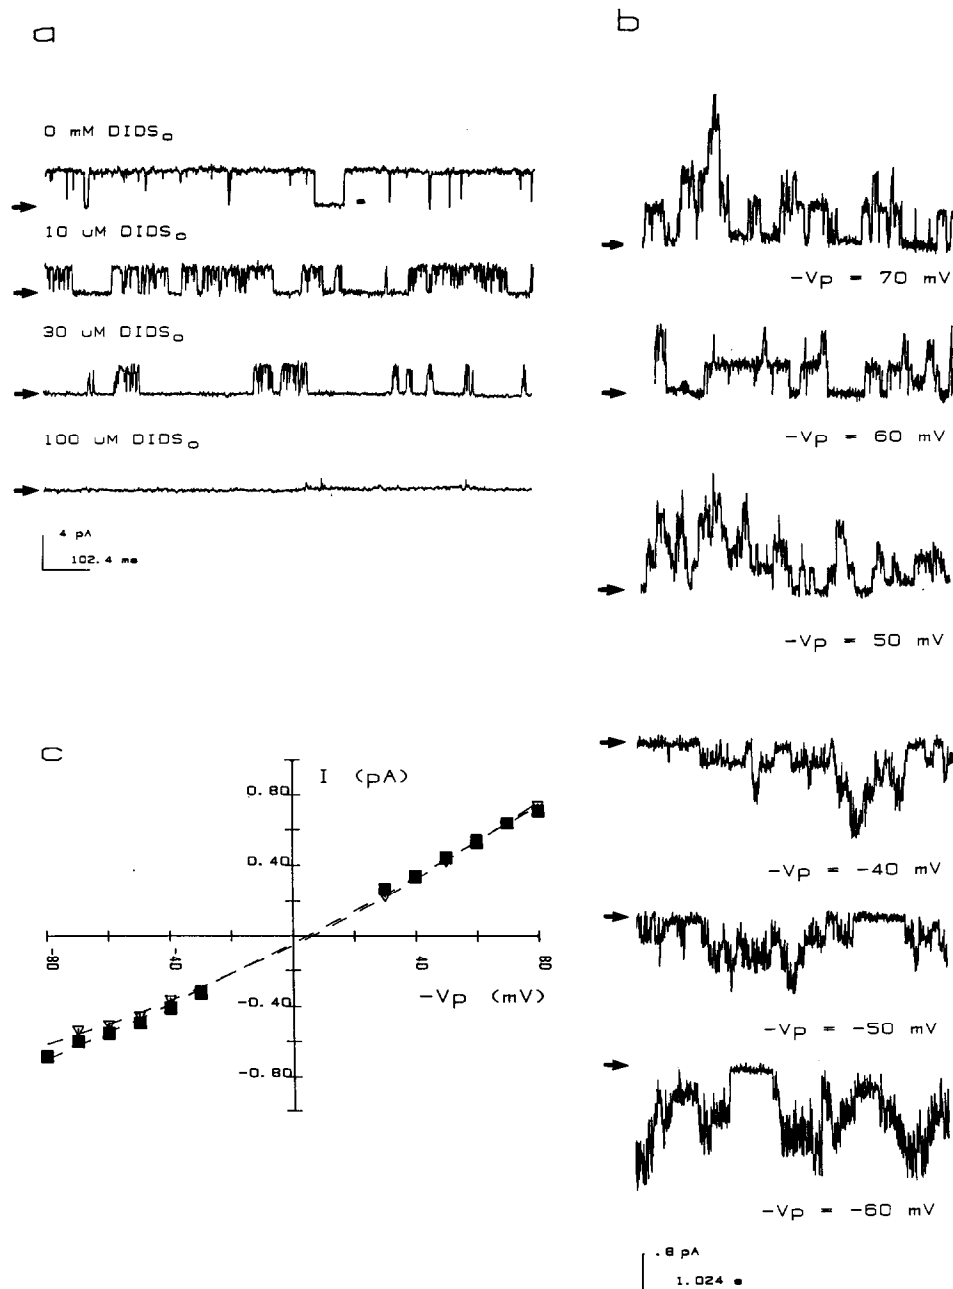 a
0 mM DIDSo
10 uM DIDSo
30 uM DIDSo
100 uM DIDSo
4 pA
102.4 ms
b
-Vp = 70 mV
-Vp = 60 mV
-Vp = 50 mV
-Vp = -40 mV
-Vp = -50 mV
-Vp = -60 mV
.8 pA
1.024 s
c
I (pA)
0.80
0.40
-80
-40
40
80
-Vp (mV)
-0.40
-0.80